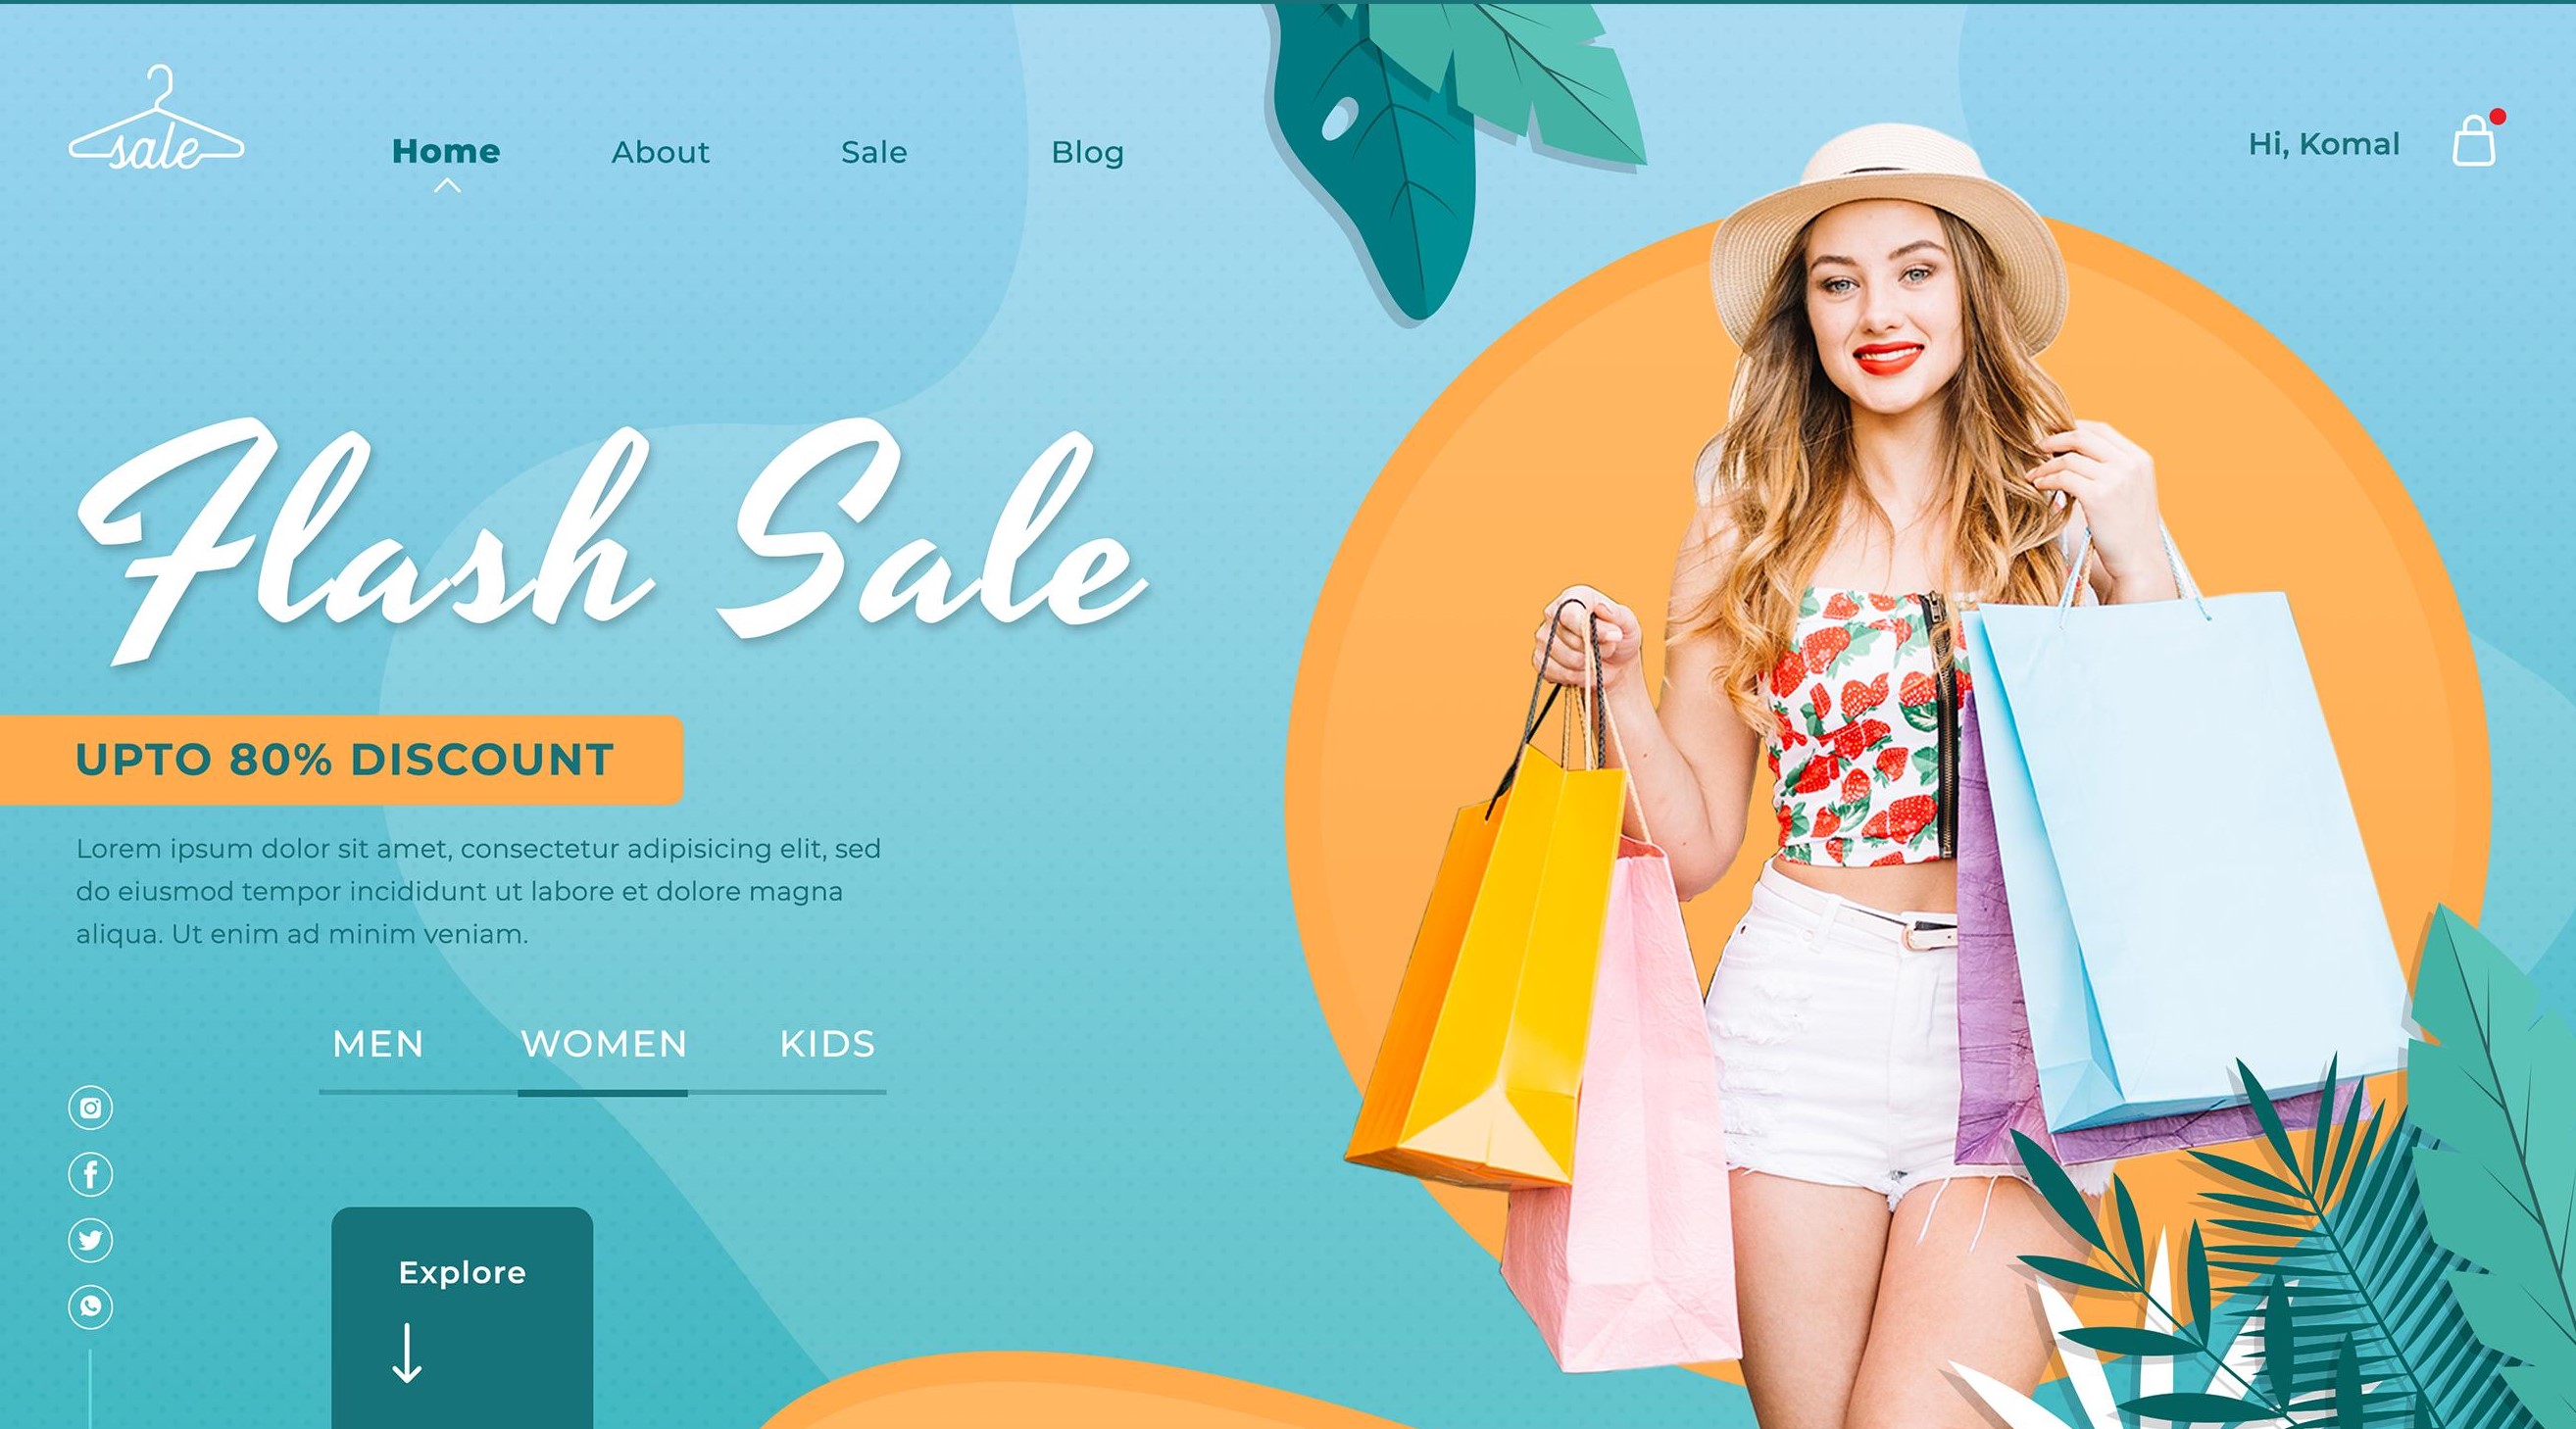 sale
Home About Sale Blog
Hi, Komal
Flash Sale
UPTO 80% DISCOUNT
Lorem ipsum dolor sit amet, consectetur adipisicing elit, sed
do eiusmod tempor incididunt ut labore et dolore magna
aliqua. Ut enim ad minim veniam.
MEN WOMEN KIDS
Explore